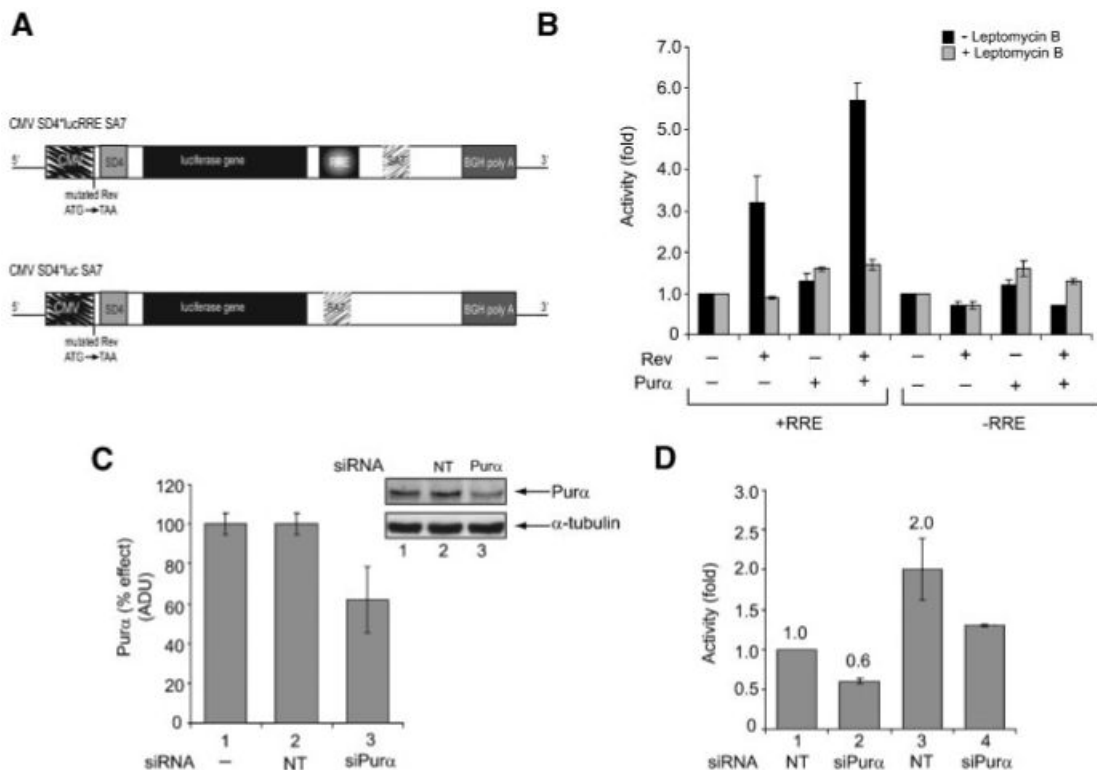 A
CMV SD4*lucRRE SA7
5'
CMV
SD4
luciferase gene
RRE
SA7
BGH poly A
3'
mutated Rev
ATG→TAA
CMV SD4*luc SA7
5'
CMV
SD4
luciferase gene
SA7
BGH poly A
3'
mutated Rev
ATG→TAA
B
- Leptomycin B
+ Leptomycin B
Activity (fold)
7.0
6.0
5.0
4.0
3.0
2.0
1.0
0
Rev – + – + – + – +
Purα – – + + – – + +
+RRE
-RRE
C
siRNA NT Purα
Purα
α-tubulin
1 2 3
Purα (% effect)
(ADU)
120
100
80
60
40
20
0
1 2 3
siRNA – NT siPurα
D
Activity (fold)
3.0
2.5
2.0
1.5
1.0
0.5
0
1.0
0.6
2.0
1 2 3 4
siRNA NT siPurα NT siPurα